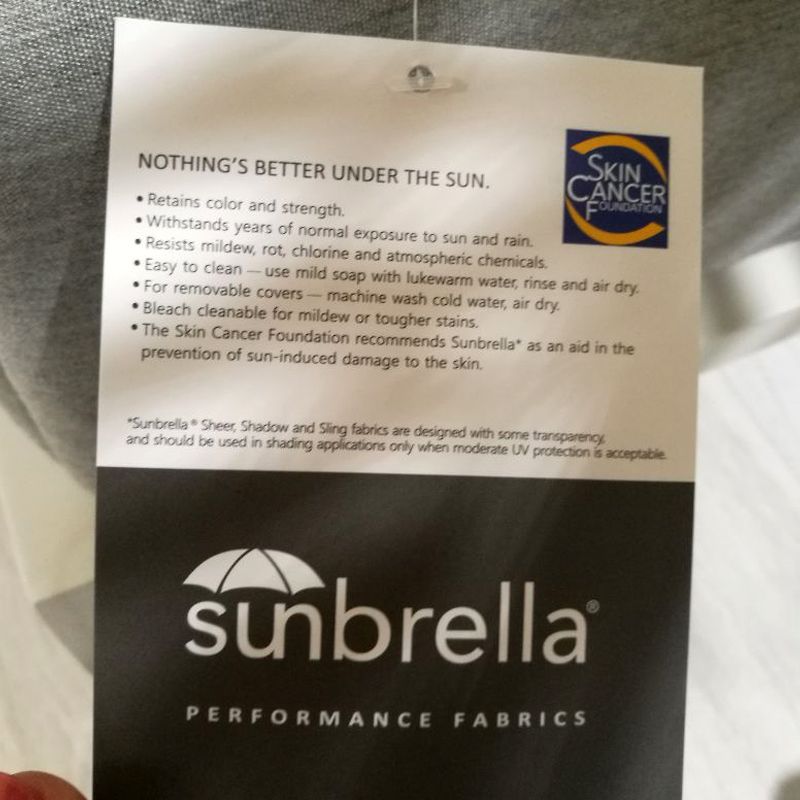 NOTHING'S BETTER UNDER THE SUN.
SKIN
CANCER
FOUNDATION
• Retains color and strength.
• Withstands years of normal exposure to sun and rain.
• Resists mildew, rot, chlorine and atmospheric chemicals.
• Easy to clean — use mild soap with lukewarm water, rinse and air dry.
• For removable covers — machine wash cold water, air dry.
• Bleach cleanable for mildew or tougher stains.
• The Skin Cancer Foundation recommends Sunbrella* as an aid in the
prevention of sun-induced damage to the skin.
*Sunbrella® Sheer, Shadow and Sling fabrics are designed with some transparency,
and should be used in shading applications only when moderate UV protection is acceptable.
sunbrella®
PERFORMANCE FABRICS